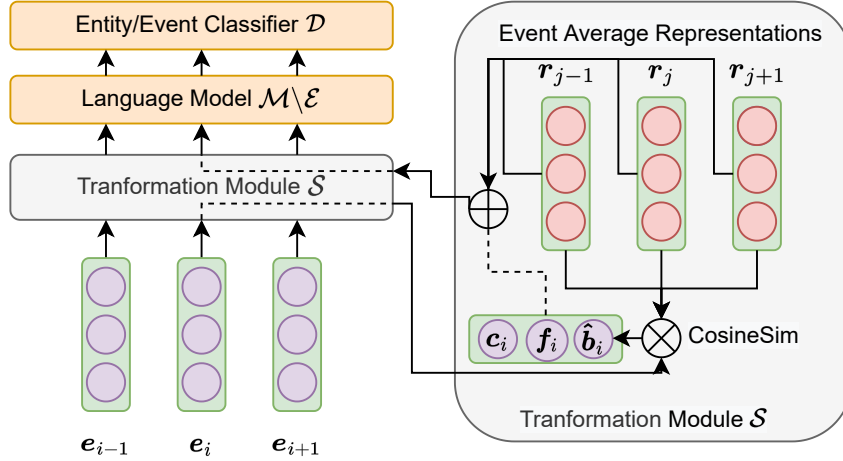 Entity/Event Classifier 𝒟
Language Model ℳ\ℰ
Tranformation Module 𝒮
e_{i−1} e_i e_{i+1}
Event Average Representations
r_{j−1} r_j r_{j+1}
c_i f_i b̂_i
CosineSim
Tranformation Module 𝒮